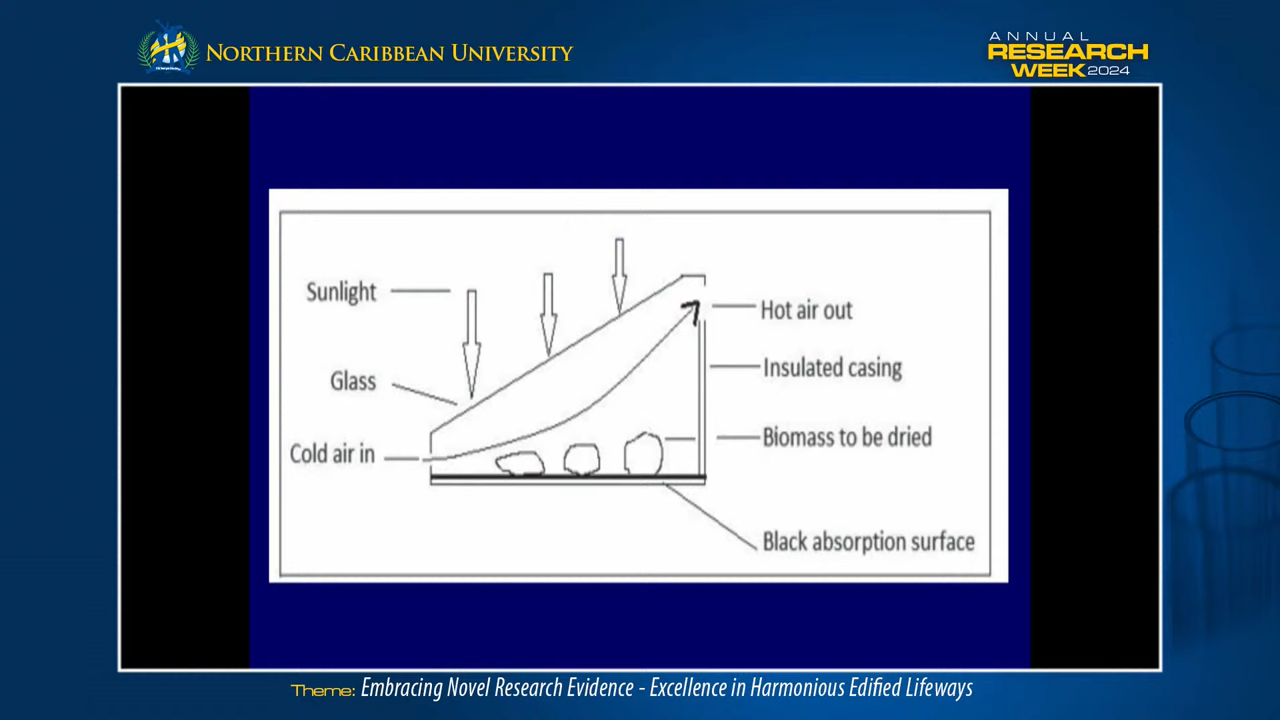 NORTHERN CARIBBEAN UNIVERSITY
ANNUAL
RESEARCH
WEEK 2024
Sunlight
Glass
Cold air in
Hot air out
Insulated casing
Biomass to be dried
Black absorption surface
Theme: Embracing Novel Research Evidence - Excellence in Harmonious Edified Lifeways